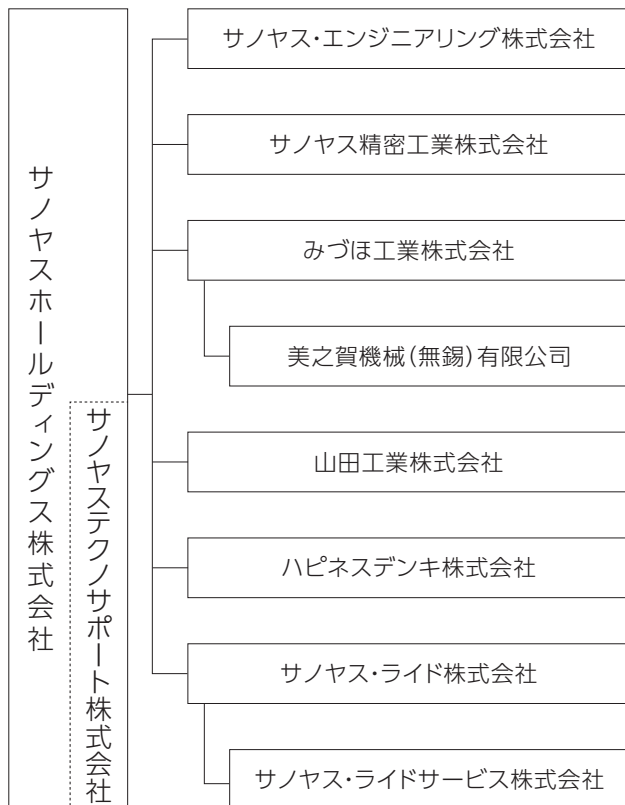 サノヤスホールディングス株式会社
サノヤステクノサポート株式会社
サノヤス・エンジニアリング株式会社
サノヤス精密工業株式会社
みづほ工業株式会社
美之賀機械(無錫)有限公司
山田工業株式会社
ハピネスデンキ株式会社
サノヤス・ライド株式会社
サノヤス・ライドサービス株式会社